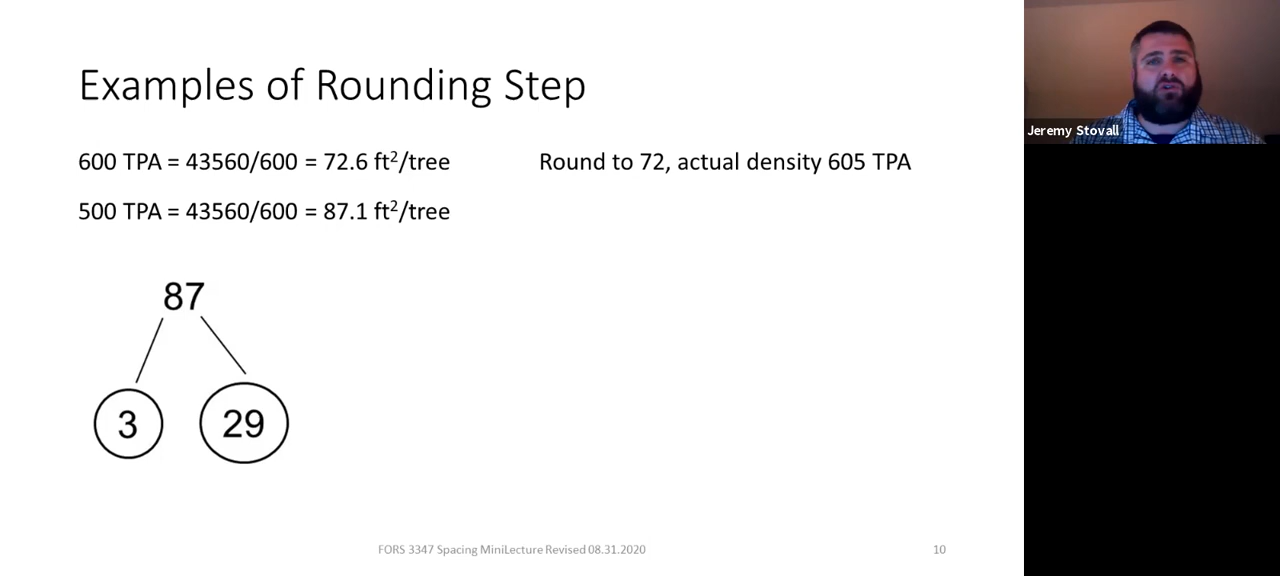 Examples of Rounding Step
600 TPA = 43560/600 = 72.6 ft²/tree
Round to 72, actual density 605 TPA
500 TPA = 43560/600 = 87.1 ft²/tree
87
3
29
FORS 3347 Spacing MiniLecture Revised 08.31.2020
10
Jeremy Stovall